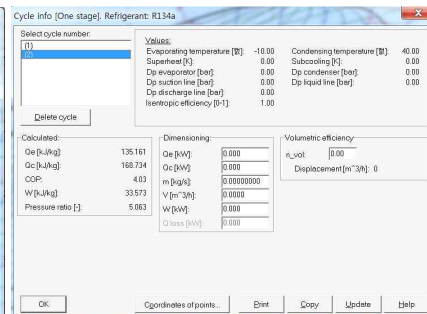 Cycle info [One stage]. Refrigerant: R134a
X
Select cycle number:
(1)
(2)
Delete cycle
Values:
Evaporating temperature [캜]: -10.00
Superheat [K]: 0.00
Dp evaporator [bar]: 0.00
Dp suction line [bar]: 0.00
Dp discharge line [bar]: 0.00
Isentropic efficiency [0-1]: 1.00
Condensing temperature [캜]: 40.00
Subcooling [K]: 0.00
Dp condenser [bar]: 0.00
Dp liquid line [bar]: 0.00
Calculated:
Qe [kJ/kg]: 135.161
Qc [kJ/kg]: 168.734
COP: 4.03
W [kJ/kg]: 33.573
Pressure ratio [-]: 5.063
Dimensioning:
Qe [kW]: 0.000
Qc [kW]: 0.000
m [kg/s]: 0.00000000
V [m^3/h]: 0.0000
W [kW]: 0.000
Q loss [kW]: 0.000
Volumetric efficiency
n_vol: 0.00
Displacement [m^3/h]: 0
OK
Coordinates of points...
Print
Copy
Update
Help